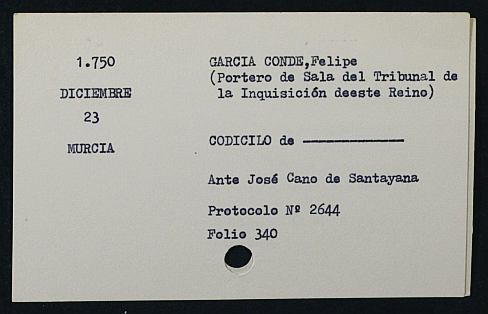 1.750
DICIEMBRE
23
MURCIA
GARCIA CONDE,Felipe
(Portero de Sala del Tribunal de
la Inquisición deeste Reino)
CODICILO de ——————
Ante José Cano de Santayana
Protocolo Nº 2644
Folio 340